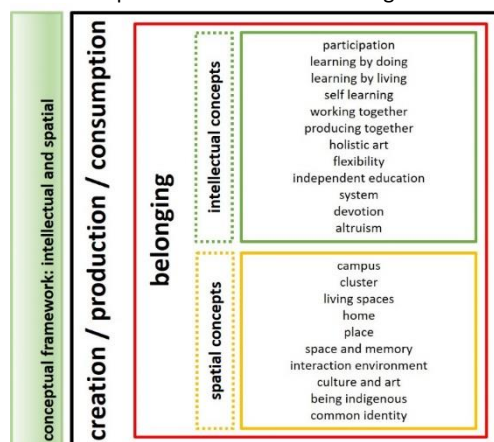 conceptual framework: intellectual and spatial
creation / production / consumption
belonging
intellectual concepts
participation
learning by doing
learning by living
self learning
working together
producing together
holistic art
flexibility
independent education
system
devotion
altruism
spatial concepts
campus
cluster
living spaces
home
place
space and memory
interaction environment
culture and art
being indigenous
common identity